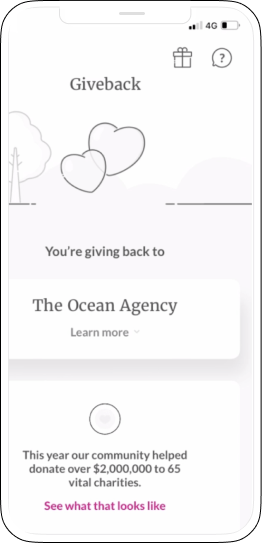 4G
?
Giveback
You're giving back to
The Ocean Agency
Learn more
This year our community helped
donate over $2,000,000 to 65
vital charities.
See what that looks like